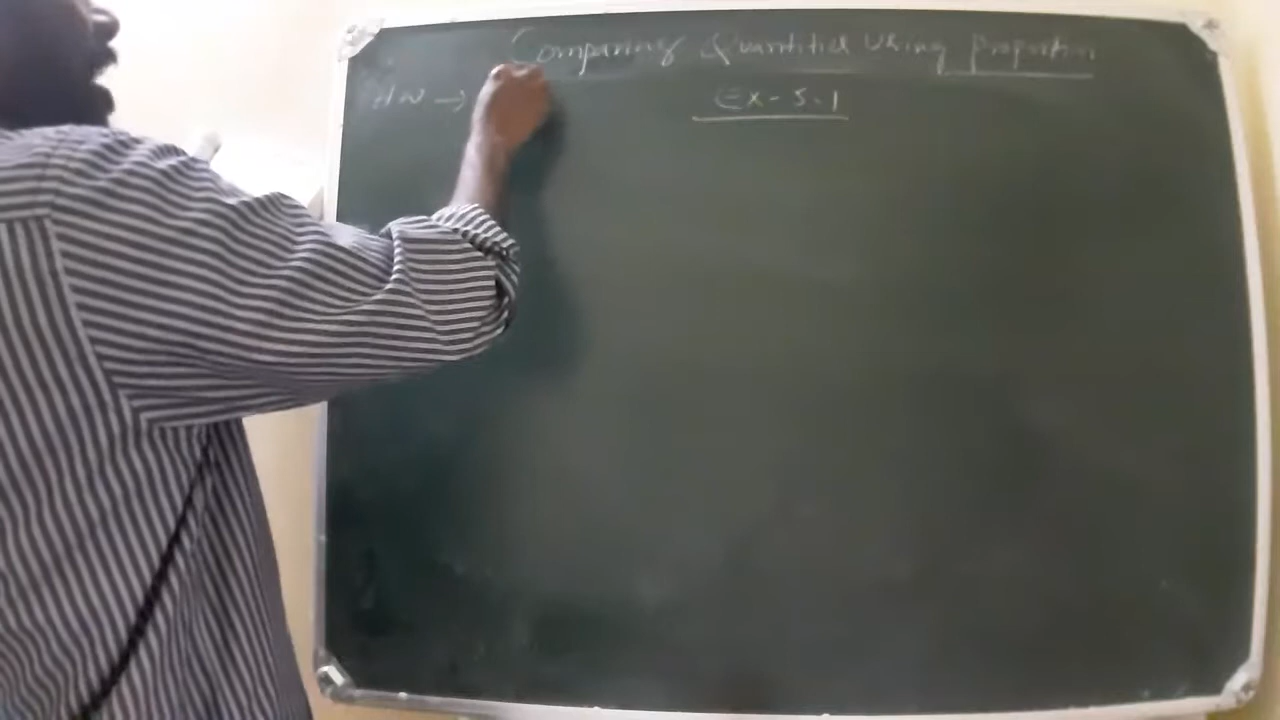 Comparing Quantities Using proportion
Ex - 5.1
HW →